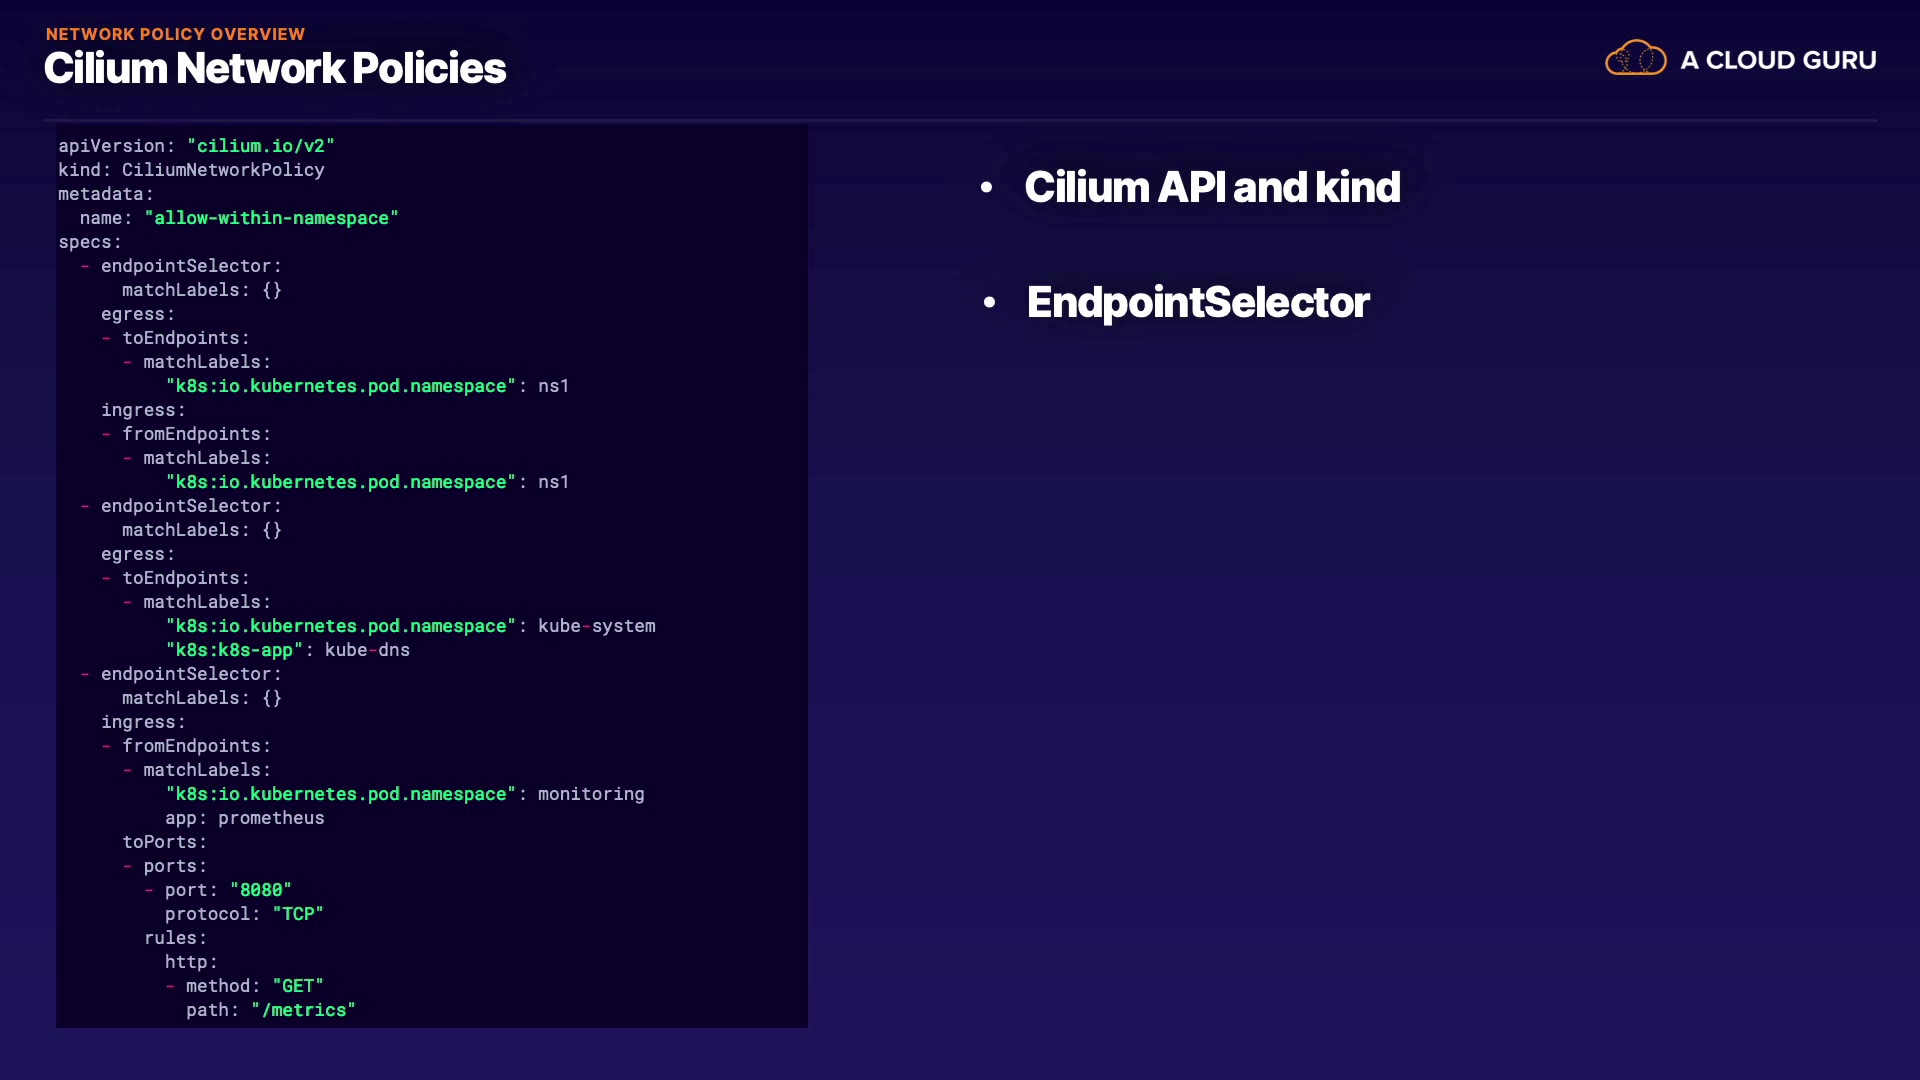 NETWORK POLICY OVERVIEW
Cilium Network Policies
A CLOUD GURU
apiVersion: "cilium.io/v2"
kind: CiliumNetworkPolicy
metadata:
  name: "allow-within-namespace"
specs:
  - endpointSelector:
      matchLabels: {}
    egress:
    - toEndpoints:
      - matchLabels:
          "k8s:io.kubernetes.pod.namespace": ns1
    ingress:
    - fromEndpoints:
      - matchLabels:
          "k8s:io.kubernetes.pod.namespace": ns1
  - endpointSelector:
      matchLabels: {}
    egress:
    - toEndpoints:
      - matchLabels:
          "k8s:io.kubernetes.pod.namespace": kube-system
          "k8s:k8s-app": kube-dns
  - endpointSelector:
      matchLabels: {}
    ingress:
    - fromEndpoints:
      - matchLabels:
          "k8s:io.kubernetes.pod.namespace": monitoring
          app: prometheus
      toPorts:
      - ports:
        - port: "8080"
          protocol: "TCP"
        rules:
          http:
          - method: "GET"
            path: "/metrics"
• Cilium API and kind
• EndpointSelector